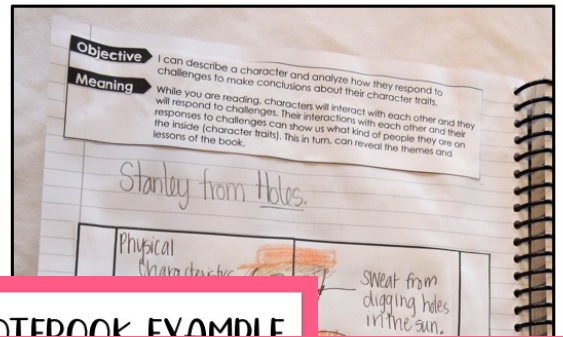 Objective
I can describe a character and analyze how they respond to
challenges to make conclusions about their character traits.
Meaning
While you are reading, characters will interact with each other and they
will respond to challenges. Their interactions with each other and their
responses to challenges can show us what kind of people they are on
the inside (character traits). This in turn, can reveal the themes and
lessons of the book.
Stanley from Holes.
Physical
Characteristics
sweat from
digging holes
in the sun.
NOTEBOOK EXAMPLE